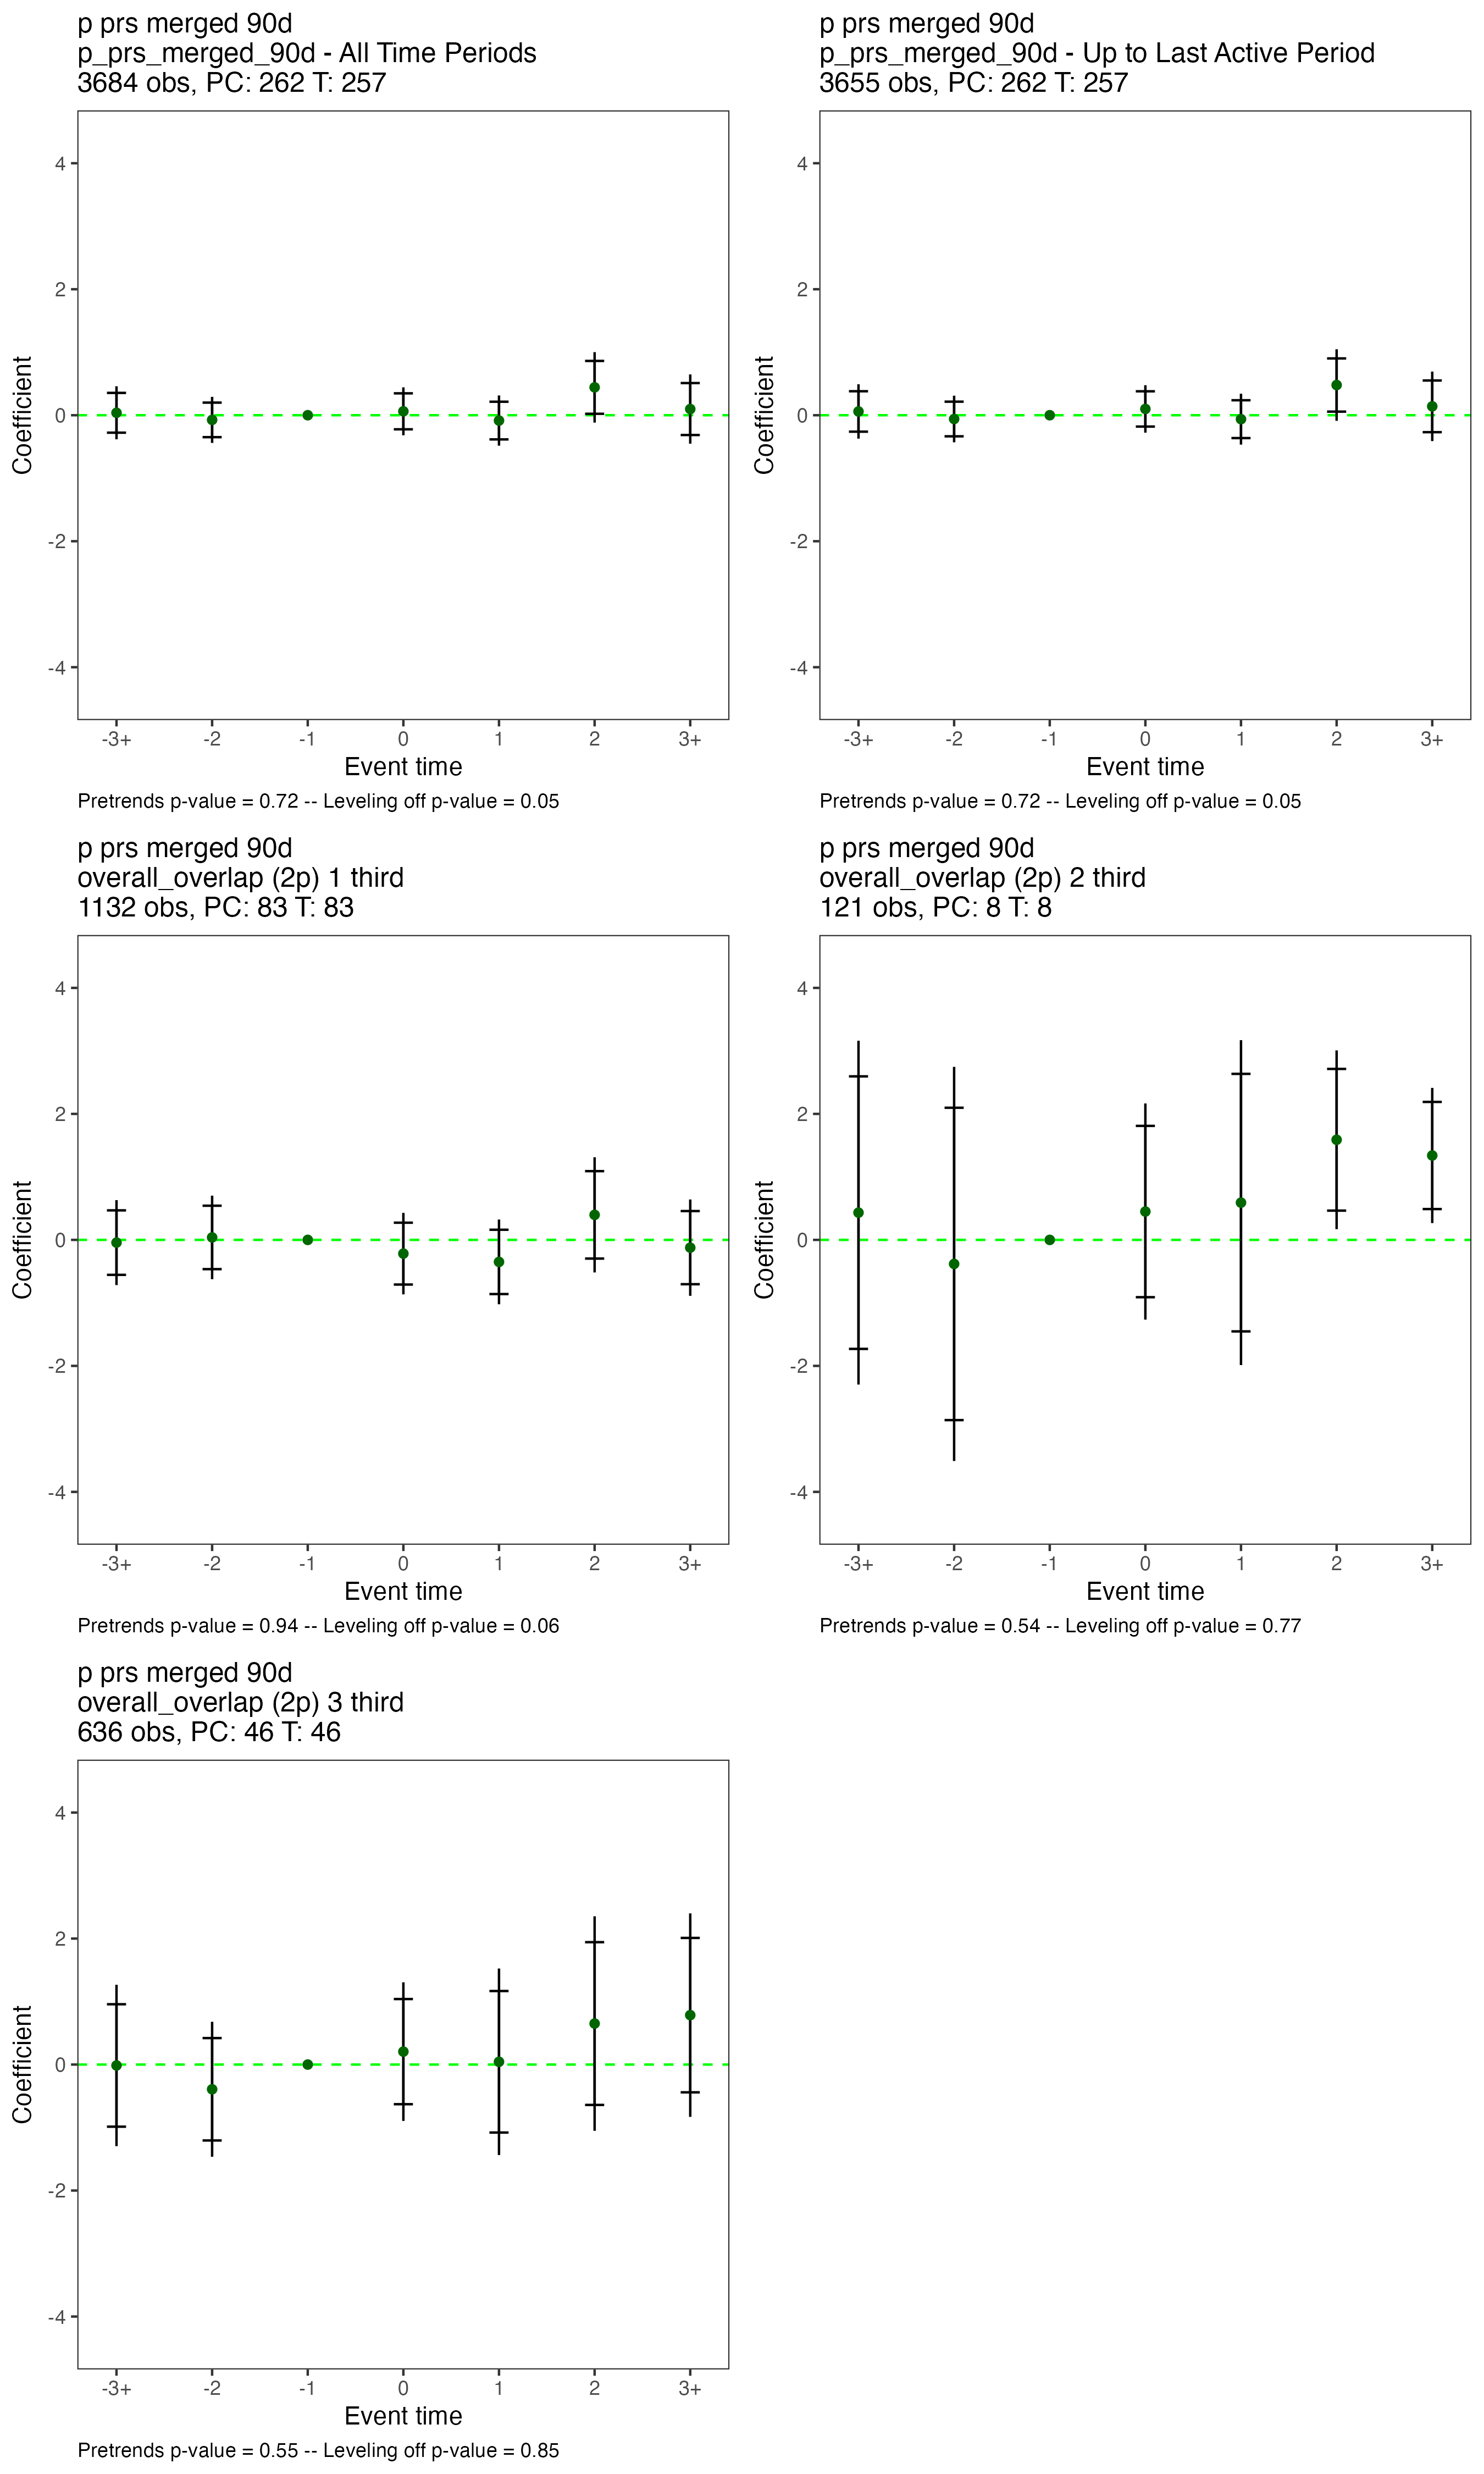 p prs merged 90d
p_prs_merged_90d - All Time Periods
3684 obs, PC: 262 T: 257
4
2
0
-2
-4
Coefficient
-3+ -2 -1 0 1 2 3+
Event time
Pretrends p-value = 0.72 -- Leveling off p-value = 0.05
p prs merged 90d
p_prs_merged_90d - Up to Last Active Period
3655 obs, PC: 262 T: 257
4
2
0
-2
-4
Coefficient
-3+ -2 -1 0 1 2 3+
Event time
Pretrends p-value = 0.72 -- Leveling off p-value = 0.05
p prs merged 90d
overall_overlap (2p) 1 third
1132 obs, PC: 83 T: 83
4
2
0
-2
-4
Coefficient
-3+ -2 -1 0 1 2 3+
Event time
Pretrends p-value = 0.94 -- Leveling off p-value = 0.06
p prs merged 90d
overall_overlap (2p) 2 third
121 obs, PC: 8 T: 8
4
2
0
-2
-4
Coefficient
-3+ -2 -1 0 1 2 3+
Event time
Pretrends p-value = 0.54 -- Leveling off p-value = 0.77
p prs merged 90d
overall_overlap (2p) 3 third
636 obs, PC: 46 T: 46
4
2
0
-2
-4
Coefficient
-3+ -2 -1 0 1 2 3+
Event time
Pretrends p-value = 0.55 -- Leveling off p-value = 0.85